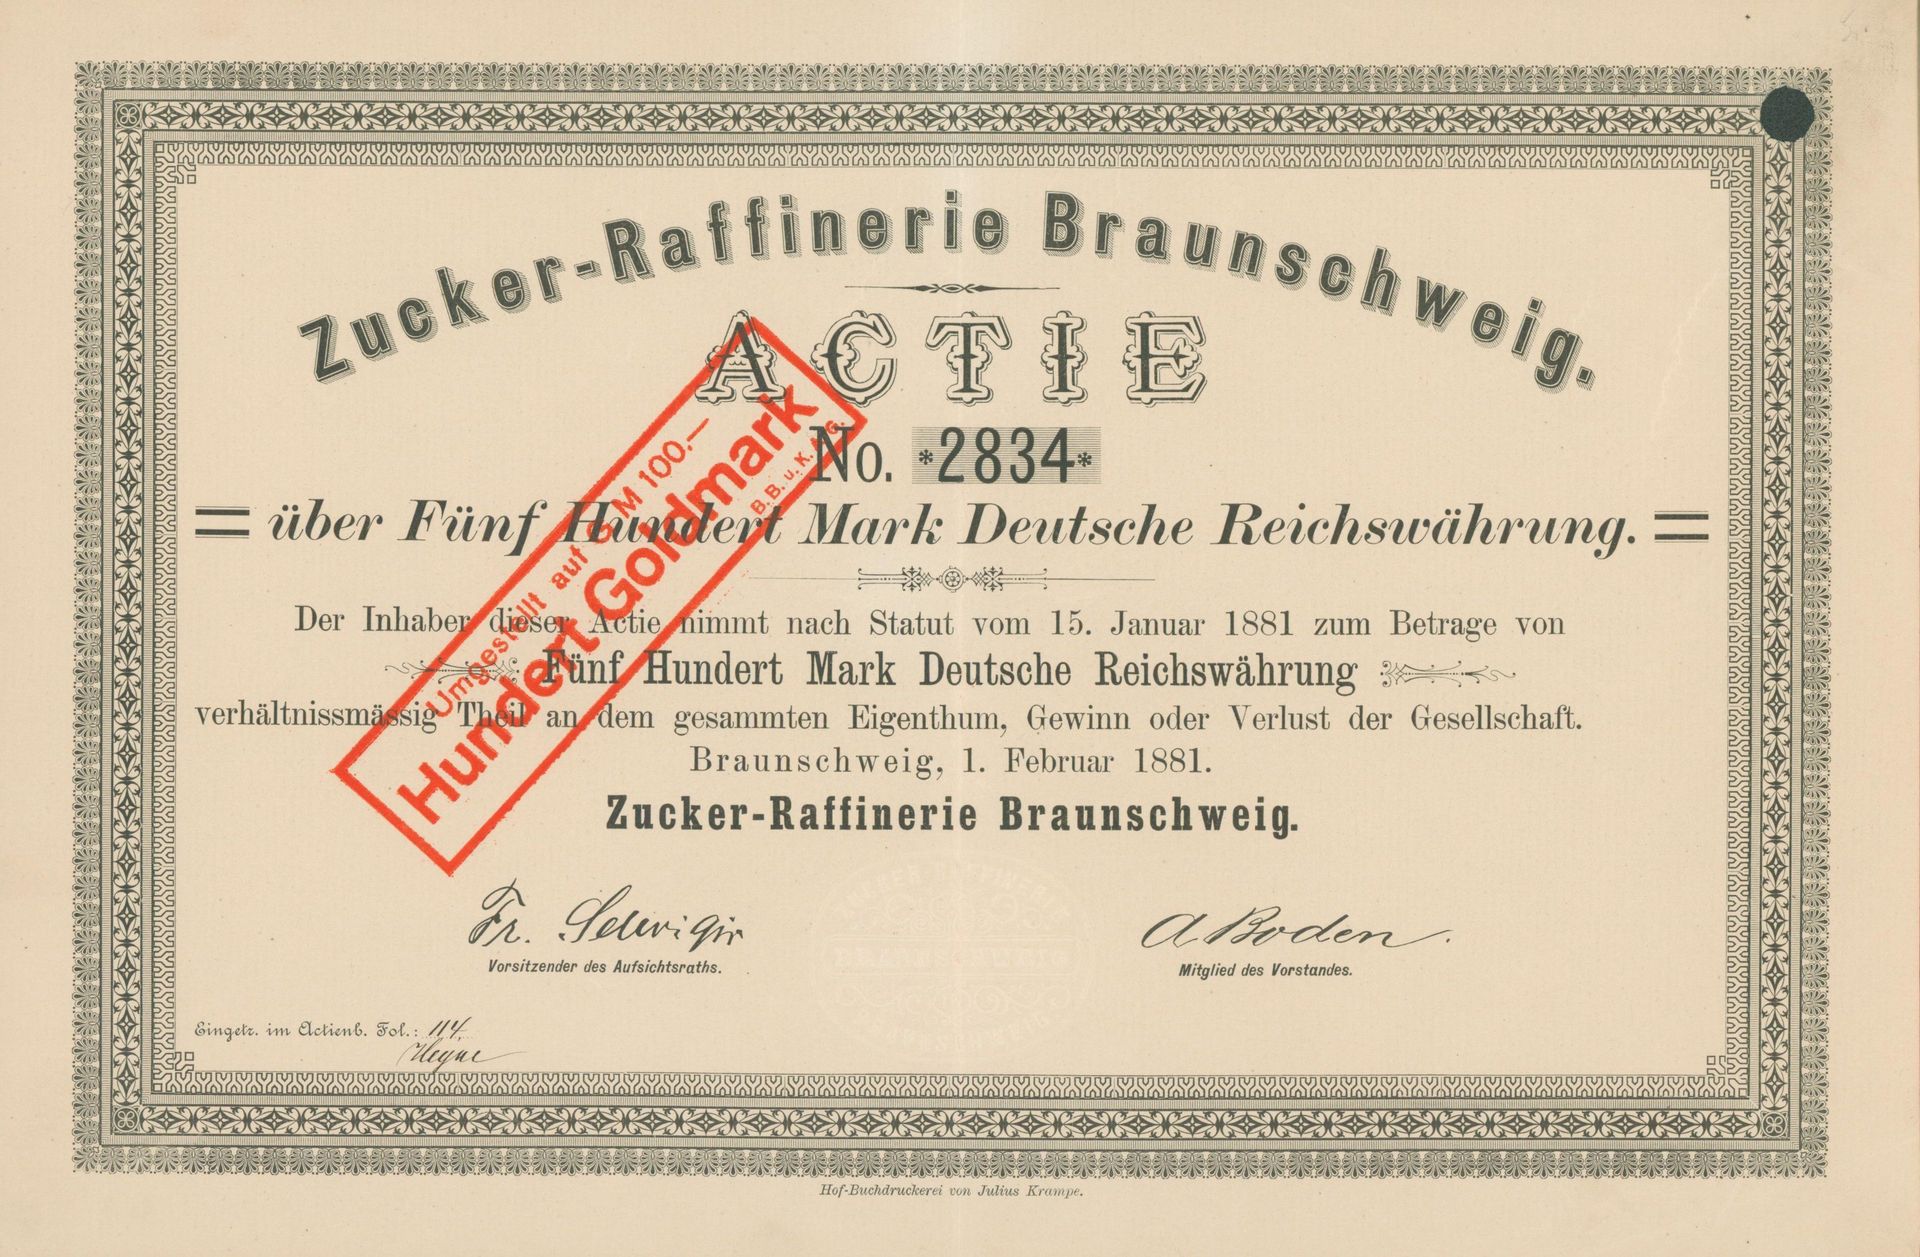 Zucker-Raffinerie Braunschweig.
ACTIE
No. *2834*
über Fünf Hundert Mark Deutsche Reichswährung.
Umgestellt auf G M 100.—
Hundert Goldmark
B. B. u. K. A. G.
Der Inhaber dieser Actie nimmt nach Statut vom 15. Januar 1881 zum Betrage von
Fünf Hundert Mark Deutsche Reichswährung
verhältnissmässig Theil an dem gesammten Eigenthum, Gewinn oder Verlust der Gesellschaft.
Braunschweig, 1. Februar 1881.
Zucker-Raffinerie Braunschweig.
Fr.
A Boden.
Vorsitzender des Aufsichtsraths.
Mitglied des Vorstandes.
Eingetr. im Actienb. Fol.: 114
Hof-Buchdruckerei von Julius Krampe.